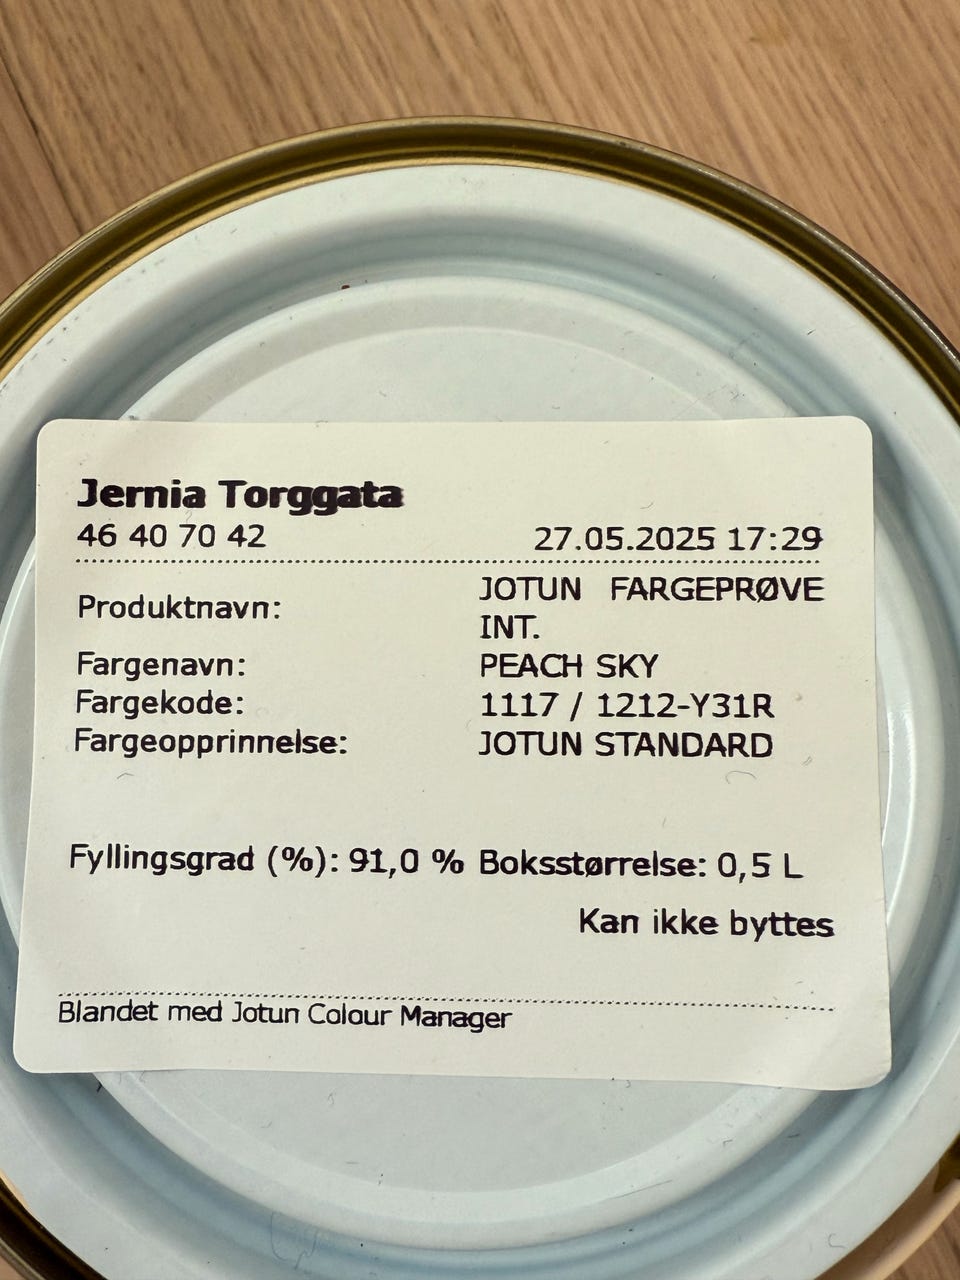 Jernia Torggata
46 40 70 42 27.05.2025 17:29
Produktnavn: JOTUN FARGEPRØVE
INT.
Fargenavn: PEACH SKY
Fargekode: 1117 / 1212-Y31R
Fargeopprinnelse: JOTUN STANDARD
Fyllingsgrad (%): 91,0 % Boksstørrelse: 0,5 L
Kan ikke byttes
Blandet med Jotun Colour Manager